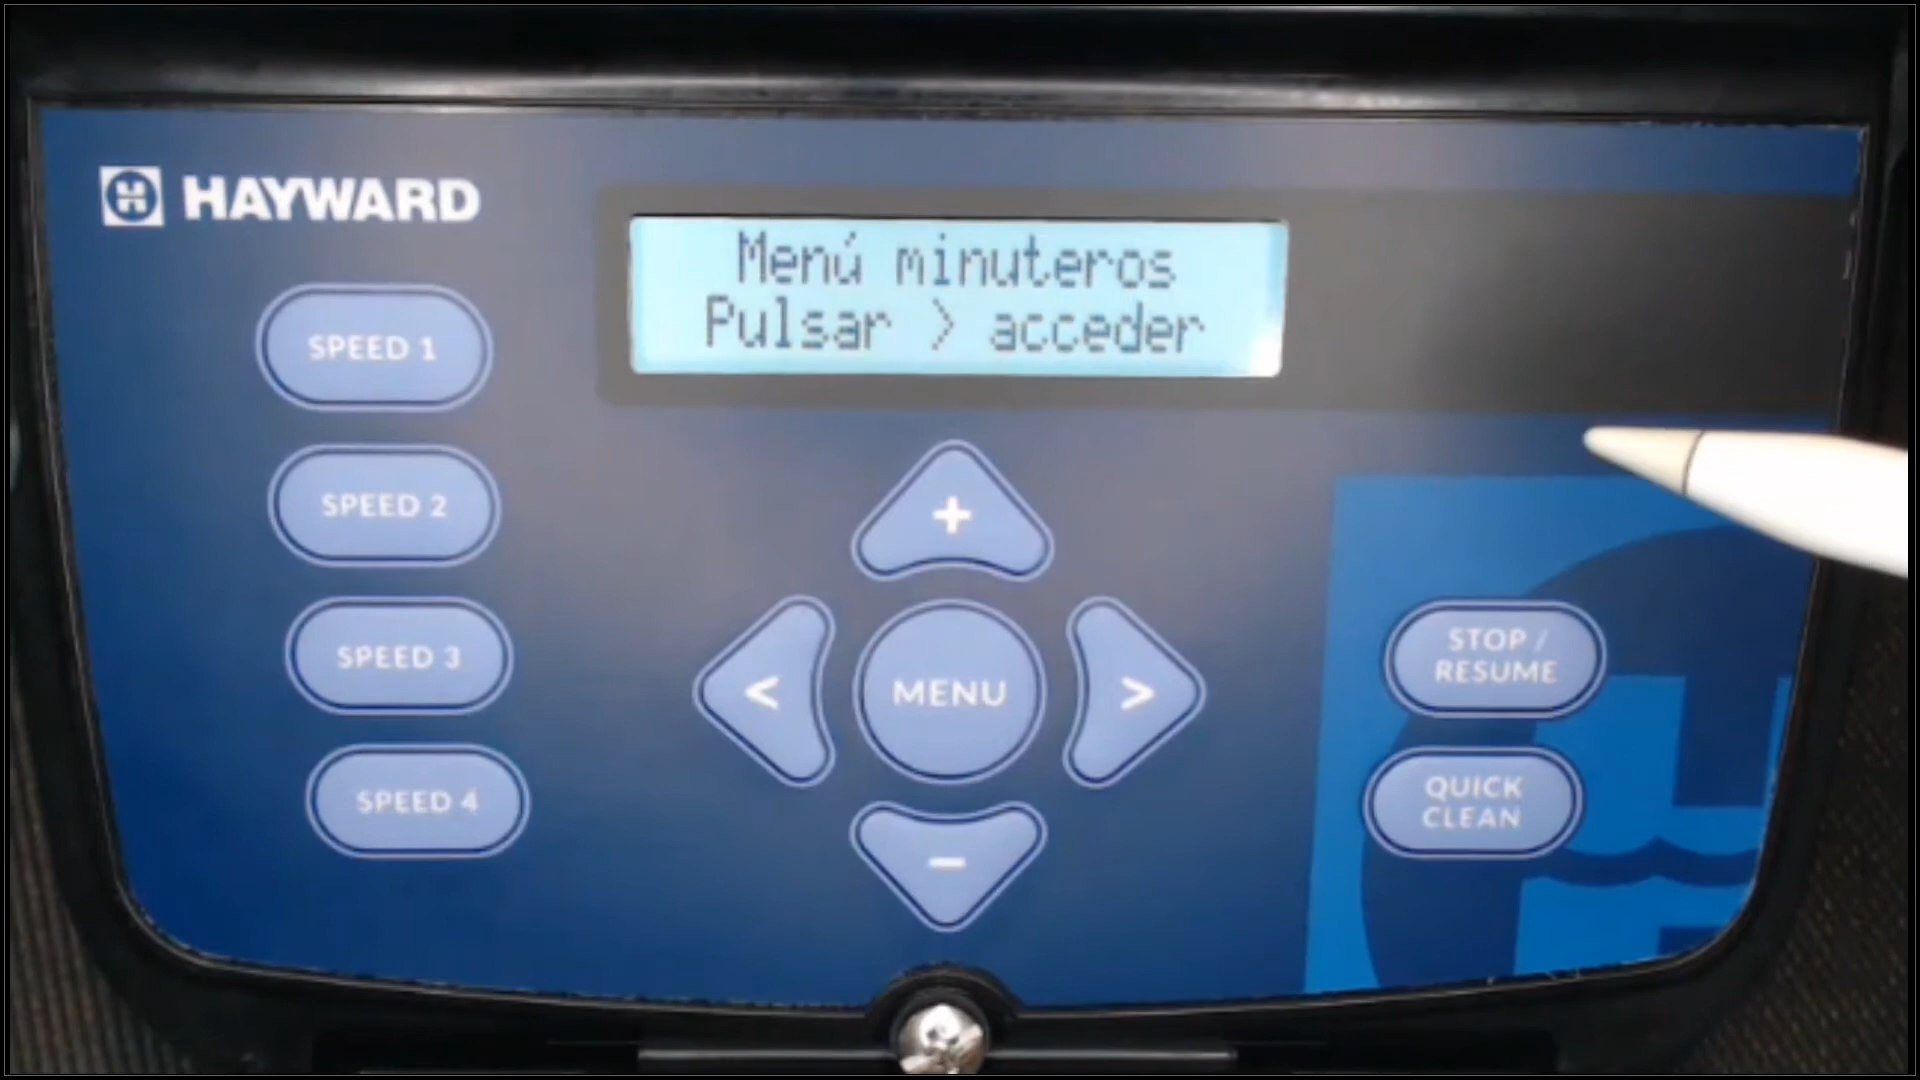 HAYWARD
Menú minuteros
Pulsar > acceder
SPEED 1
SPEED 2
SPEED 3
SPEED 4
+
<
MENU
>
−
STOP /
RESUME
QUICK
CLEAN